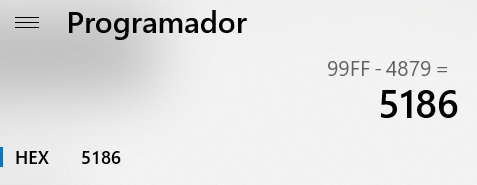 Programador
99FF - 4879 =
5186
HEX 5186